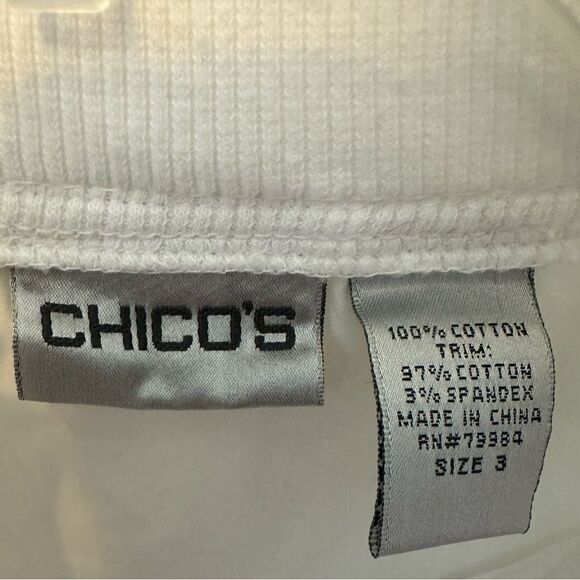 CHICO'S
100% COTTON
TRIM:
97% COTTON
3% SPANDEX
MADE IN CHINA
RN#79984
SIZE 3